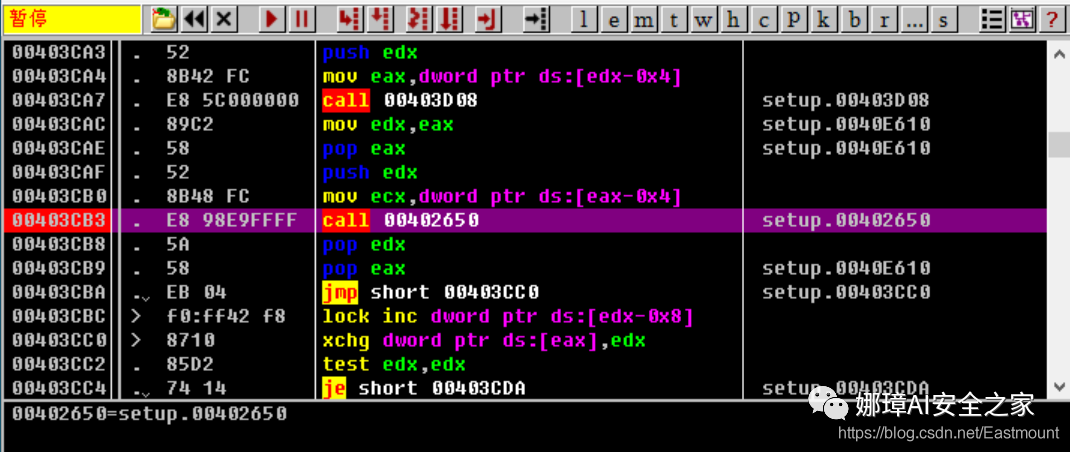 暂停 l e m t w h c p k b r ... s ?
00403CA3 . 52 push edx
00403CA4 . 8B42 FC mov eax,dword ptr ds:[edx-0x4]
00403CA7 . E8 5C000000 call 00403D08 setup.00403D08
00403CAC . 89C2 mov edx,eax setup.0040E610
00403CAE . 58 pop eax setup.0040E610
00403CAF . 52 push edx
00403CB0 . 8B48 FC mov ecx,dword ptr ds:[eax-0x4]
00403CB3 . E8 98E9FFFF call 00402650 setup.00402650
00403CB8 . 5A pop edx
00403CB9 . 58 pop eax setup.0040E610
00403CBA . EB 04 jmp short 00403CC0 setup.00403CC0
00403CBC > f0:ff42 f8 lock inc dword ptr ds:[edx-0x8]
00403CC0 > 8710 xchg dword ptr ds:[eax],edx
00403CC2 . 85D2 test edx,edx
00403CC4 . 74 14 je short 00403CDA setup.00403CDA
00402650=setup.00402650
娜璋AI安全之家
https://blog.csdn.net/Eastmount